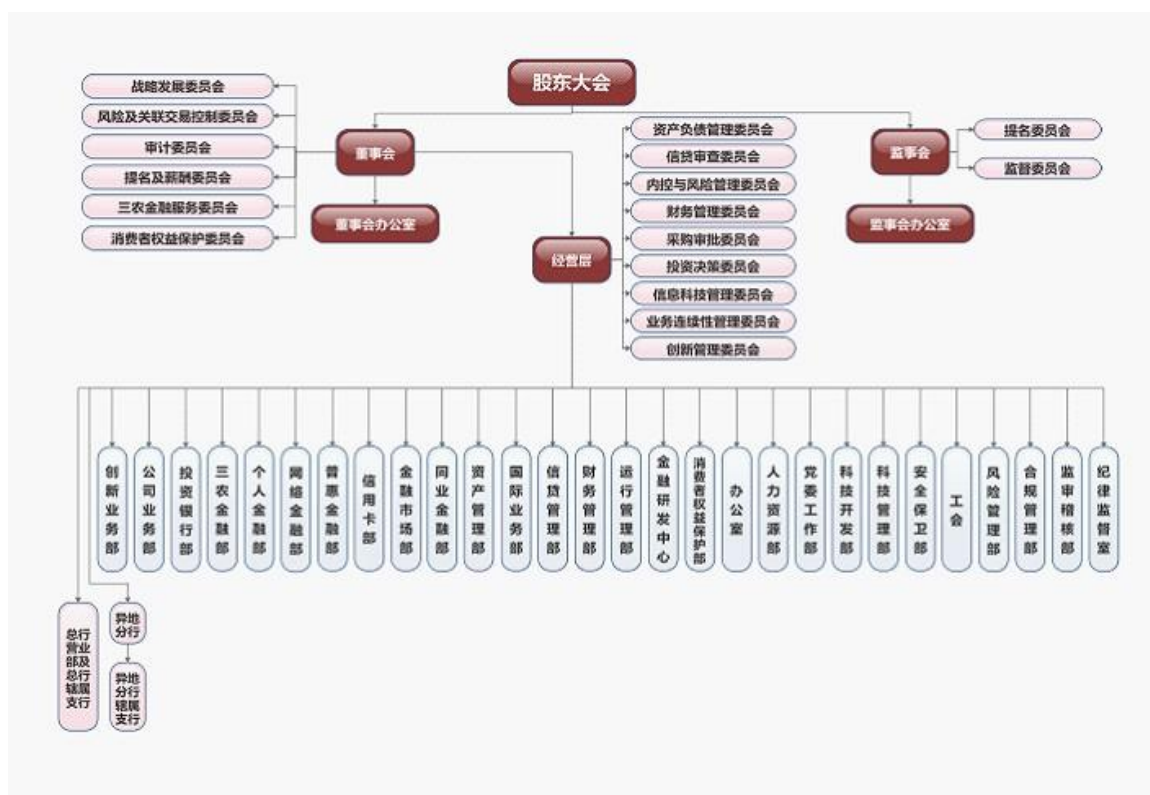 股东大会
战略发展委员会
风险及关联交易控制委员会
审计委员会
提名及薪酬委员会
三农金融服务委员会
消费者权益保护委员会
董事会
董事会办公室
经营层
资产负债管理委员会
信贷审查委员会
内控与风险管理委员会
财务管理委员会
采购审批委员会
投资决策委员会
信息科技管理委员会
业务连续性管理委员会
创新管理委员会
监事会
提名委员会
监督委员会
监事会办公室
创新业务部
公司业务部
投资银行部
三农金融部
个人金融部
网络金融部
普惠金融部
信用卡部
金融市场部
同业金融部
资产管理部
国际业务部
信贷管理部
财务管理部
运行管理部
金融研发中心
消费者权益保护部
办公室
人力资源部
党委工作部
科技开发部
科技管理部
安全保卫部
工会
风险管理部
合规管理部
监审稽核部
纪律监督室
总行
营业
部及
总行
辖属
支行
异地
分行
异地
分行
辖属
支行